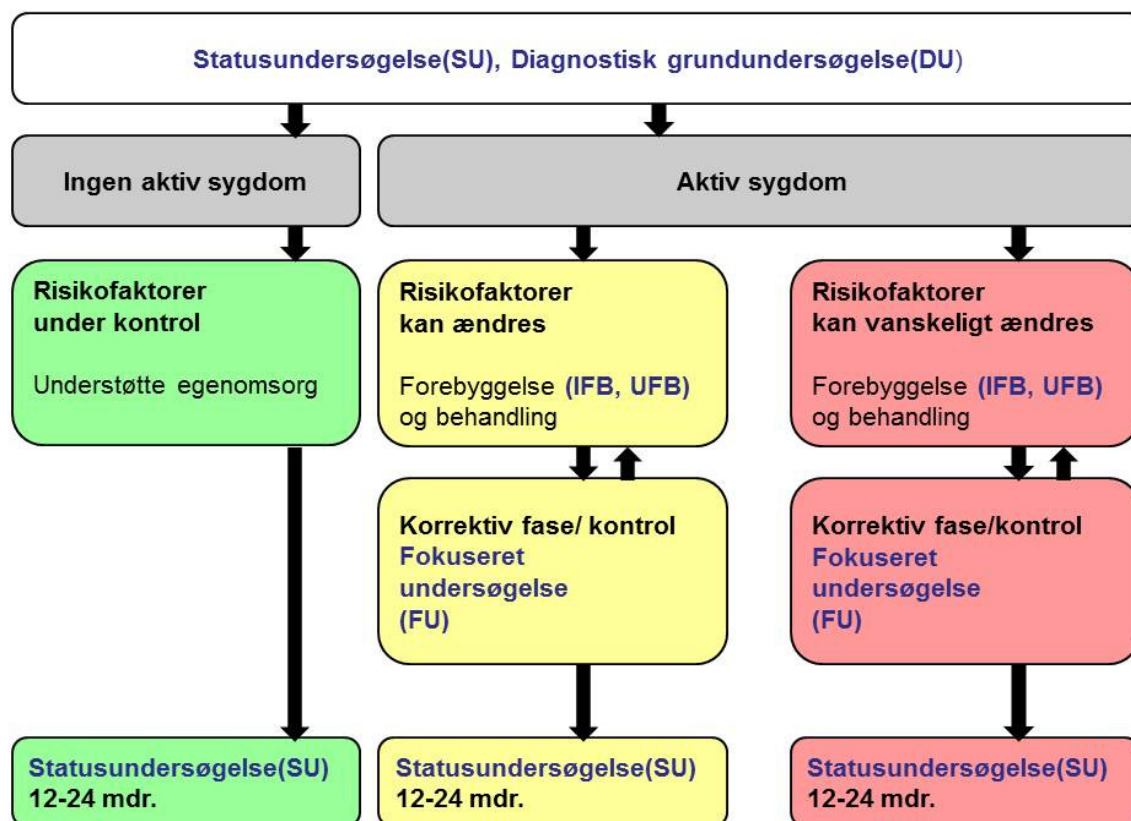 Statusundersøgelse(SU), Diagnostisk grundundersøgelse(DU)
Ingen aktiv sygdom
Aktiv sygdom
Risikofaktorer
under kontrol
Understøtte egenomsorg
Risikofaktorer
kan ændres
Forebyggelse (IFB, UFB)
og behandling
Risikofaktorer
kan vanskeligt ændres
Forebyggelse (IFB, UFB)
og behandling
Korrektiv fase/ kontrol
Fokuseret
undersøgelse
(FU)
Korrektiv fase/kontrol
Fokuseret
undersøgelse
(FU)
Statusundersøgelse(SU)
12-24 mdr.
Statusundersøgelse(SU)
12-24 mdr.
Statusundersøgelse(SU)
12-24 mdr.